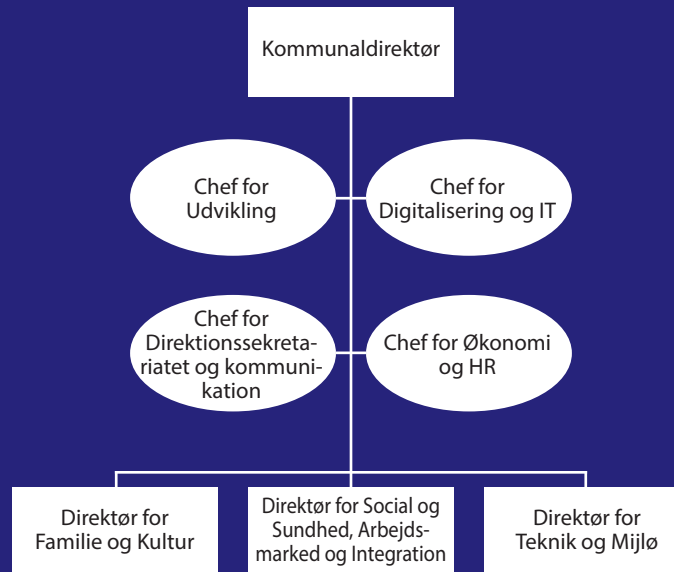 Kommunaldirektør
Chef for
Udvikling
Chef for
Digitalisering og IT
Chef for
Direktionssekreta-
riatet og kommuni-
kation
Chef for Økonomi
og HR
Direktør for
Familie og Kultur
Direktør for Social og
Sundhed, Arbejds-
marked og Integration
Direktør for
Teknik og Mijlø